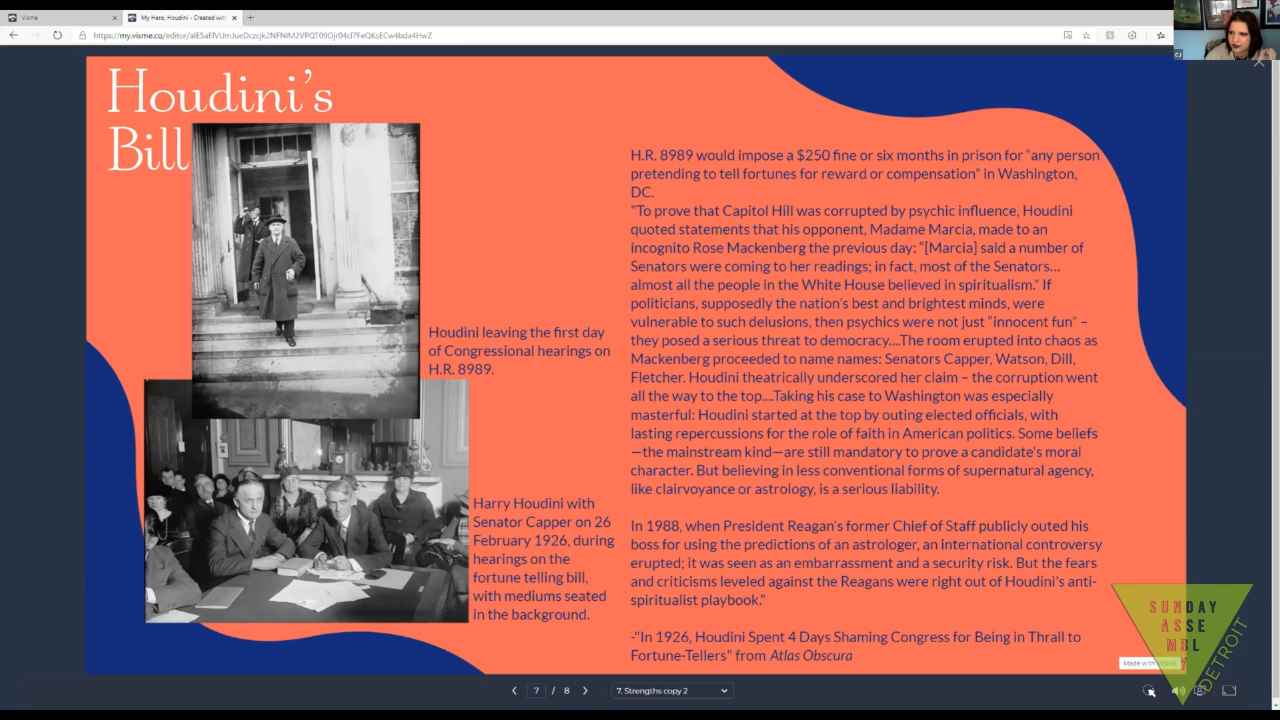 Visme
My Hero, Houdini - Created with
Houdini's
Bill
Houdini leaving the first day
of Congressional hearings on
H.R. 8989.
Harry Houdini with
Senator Capper on 26
February 1926, during
hearings on the
fortune telling bill,
with mediums seated
in the background.
H.R. 8989 would impose a $250 fine or six months in prison for "any person
pretending to tell fortunes for reward or compensation" in Washington,
DC.
"To prove that Capitol Hill was corrupted by psychic influence, Houdini
quoted statements that his opponent, Madame Marcia, made to an
incognito Rose Mackenberg the previous day: "[Marcia] said a number of
Senators were coming to her readings; in fact, most of the Senators…
almost all the people in the White House believed in spiritualism." If
politicians, supposedly the nation's best and brightest minds, were
vulnerable to such delusions, then psychics were not just "innocent fun" –
they posed a serious threat to democracy....The room erupted into chaos as
Mackenberg proceeded to name names: Senators Capper, Watson, Dill,
Fletcher. Houdini theatrically underscored her claim – the corruption went
all the way to the top....Taking his case to Washington was especially
masterful: Houdini started at the top by outing elected officials, with
lasting repercussions for the role of faith in American politics. Some beliefs
—the mainstream kind—are still mandatory to prove a candidate's moral
character. But believing in less conventional forms of supernatural agency,
like clairvoyance or astrology, is a serious liability.
In 1988, when President Reagan's former Chief of Staff publicly outed his
boss for using the predictions of an astrologer, an international controversy
erupted; it was seen as an embarrassment and a security risk. But the fears
and criticisms leveled against the Reagans were right out of Houdini's anti-
spiritualist playbook."
-"In 1926, Houdini Spent 4 Days Shaming Congress for Being in Thrall to
Fortune-Tellers" from Atlas Obscura
CJ
Made with
SUNDAY
ASSE
MBL
Y
DETROIT
7 / 8
7. Strengths copy 2